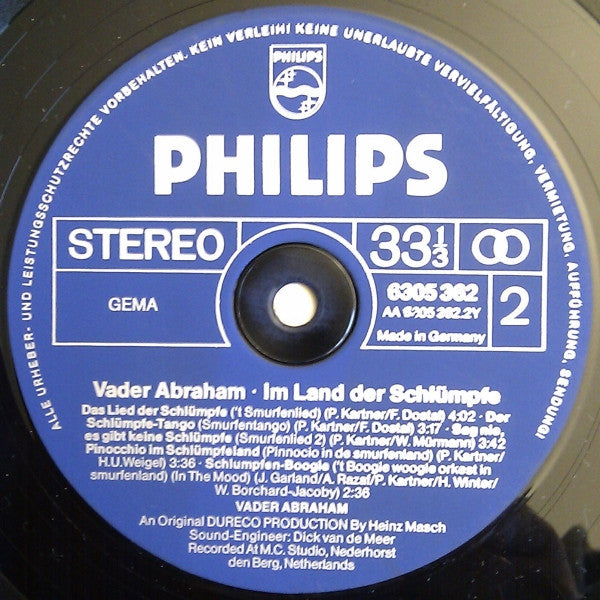 ALLE URHEBER- UND LEISTUNGSSCHUTZRECHTE VORBEHALTEN. KEIN VERLEIH! KEINE UNERLAUBTE VERVIELFÄLTIGUNG, VERMIETUNG, AUFFÜHRUNG, SENDUNG!
PHILIPS
PHILIPS
STEREO
33 1/3
GEMA
6305 362
AA 6305 362.2Y
Made in Germany
2
Vader Abraham · Im Land der Schlümpfe
Das Lied der Schlümpfe ('t Smurfenlied) (P. Kartner/F. Dostal) 4:02 · Der
Schlümpfe-Tango (Smurfentango) (P. Kartner/F. Dostal) 3:17 · Sag nie,
es gibt keine Schlümpfe (Smurfenlied 2) (P. Kartner/W. Mürmann) 3:42
Pinocchio im Schlümpfeland (Pinnocio in de smurfenland) (P. Kartner/
H.U.Weigel) 3:36 · Schlumpfen-Boogie ('t Boogie woogie orkest in
smurfenland) (In The Mood) (J. Garland/A. Razaf/P. Kartner/H. Winter/
W. Borchard-Jacoby) 2:36
VADER ABRAHAM
An Original DURECO PRODUCTION By Heinz Masch
Sound-Engineer: Dick van de Meer
Recorded At M.C. Studio, Nederhorst
den Berg, Netherlands